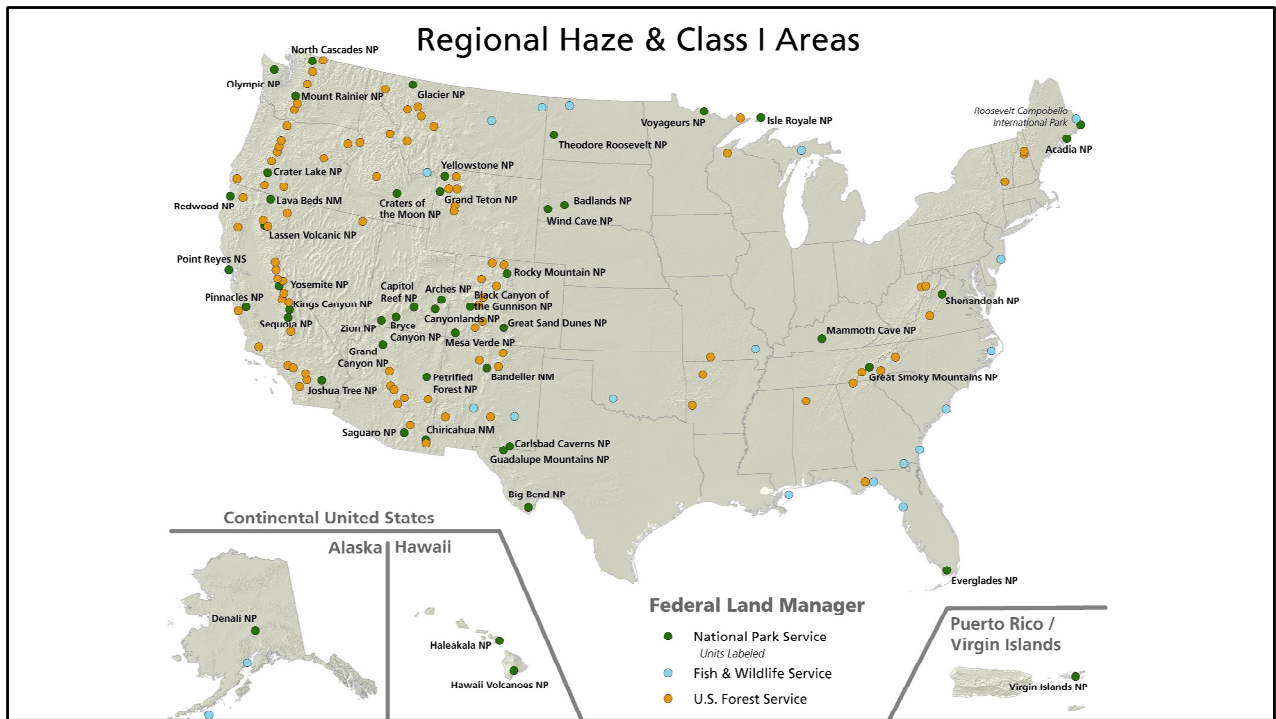 Regional Haze & Class I Areas
North Cascades NP
Olympic NP
Mount Rainier NP
Glacier NP
Voyageurs NP
Isle Royale NP
Roosevelt Campobello
International Park
Acadia NP
Theodore Roosevelt NP
Crater Lake NP
Yellowstone NP
Redwood NP
Lava Beds NM
Craters of
the Moon NP
Grand Teton NP
Badlands NP
Wind Cave NP
Lassen Volcanic NP
Point Reyes NS
Rocky Mountain NP
Yosemite NP
Pinnacles NP
Kings Canyon NP
Capitol
Reef NP
Arches NP
Black Canyon of
the Gunnison NP
Shenandoah NP
Sequoia NP
Zion NP
Bryce
Canyon NP
Canyonlands NP
Great Sand Dunes NP
Mammoth Cave NP
Mesa Verde NP
Grand
Canyon NP
Joshua Tree NP
Petrified
Forest NP
Bandelier NM
Great Smoky Mountains NP
Saguaro NP
Chiricahua NM
Carlsbad Caverns NP
Guadalupe Mountains NP
Big Bend NP
Everglades NP
Continental United States
Alaska
Hawaii
Denali NP
Haleakala NP
Hawaii Volcanoes NP
Federal Land Manager
National Park Service
Units Labeled
Fish & Wildlife Service
U.S. Forest Service
Puerto Rico /
Virgin Islands
Virgin Islands NP